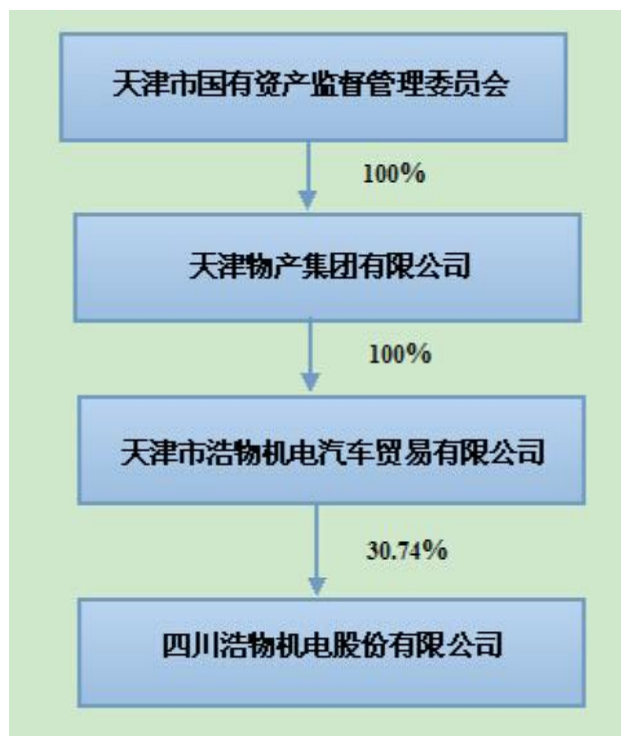 天津市国有资产监督管理委员会
100%
天津物产集团有限公司
100%
天津市浩物机电汽车贸易有限公司
30.74%
四川浩物机电股份有限公司